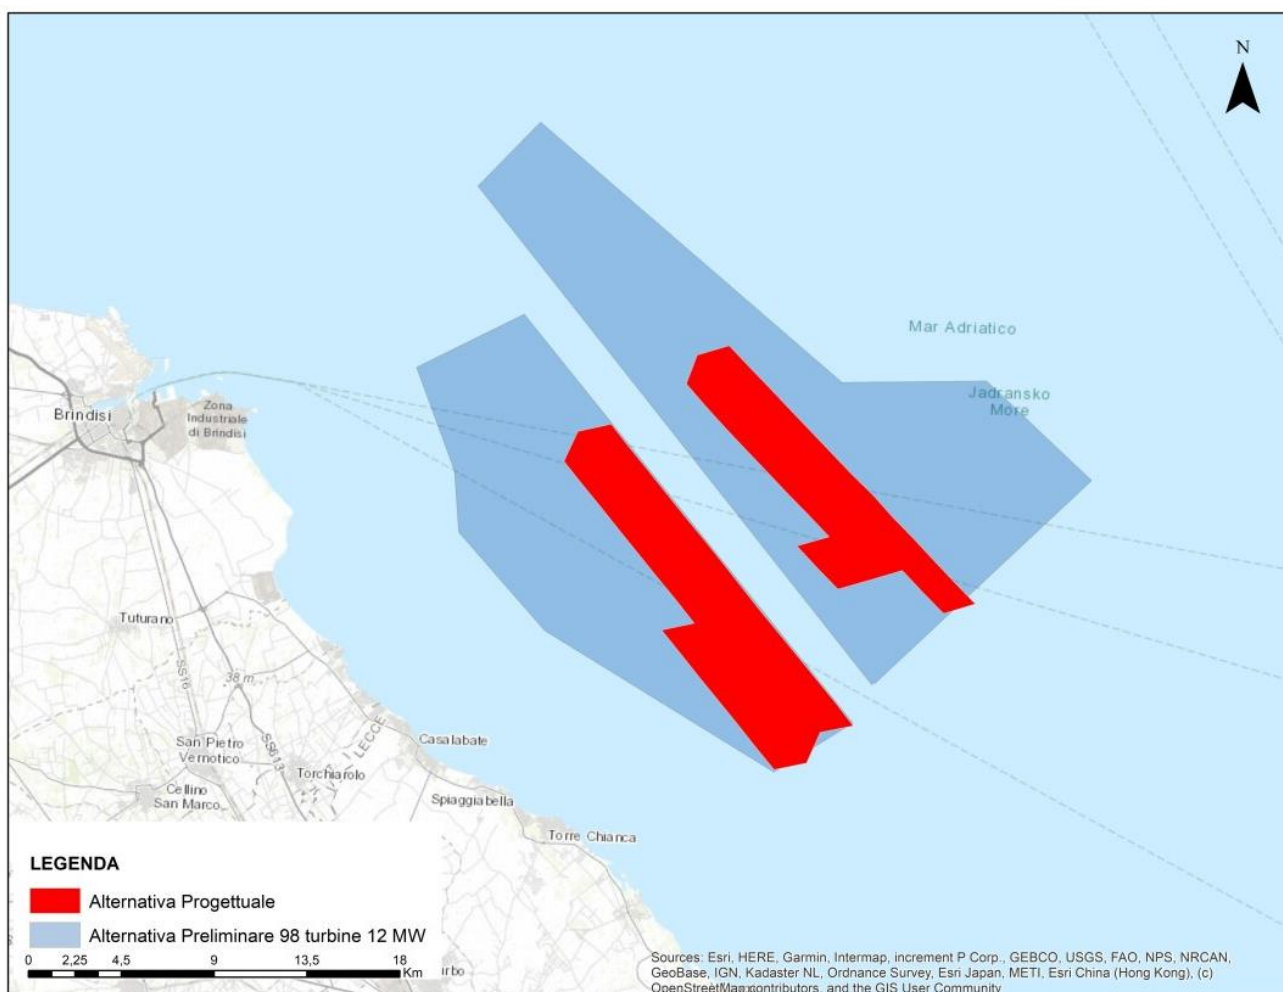 N
Mar Adriatico
Jadransko
More
Brindisi
Zona
Industriale
di Brindisi
Tuturano
SS16
38 m
SS613
LECCE
San Pietro
Vernotico
Torchiarolo
Casalabate
Cellino
San Marco
Spiaggiabella
Torre Chianca
LEGENDA
Alternativa Progettuale
Alternativa Preliminare 98 turbine 12 MW
0 2,25 4,5 9 13,5 18
Km
Sources: Esri, HERE, Garmin, Intermap, increment P Corp., GEBCO, USGS, FAO, NPS, NRCAN,
GeoBase, IGN, Kadaster NL, Ordnance Survey, Esri Japan, METI, Esri China (Hong Kong), (c)
OpenStreetMap contributors, and the GIS User Community